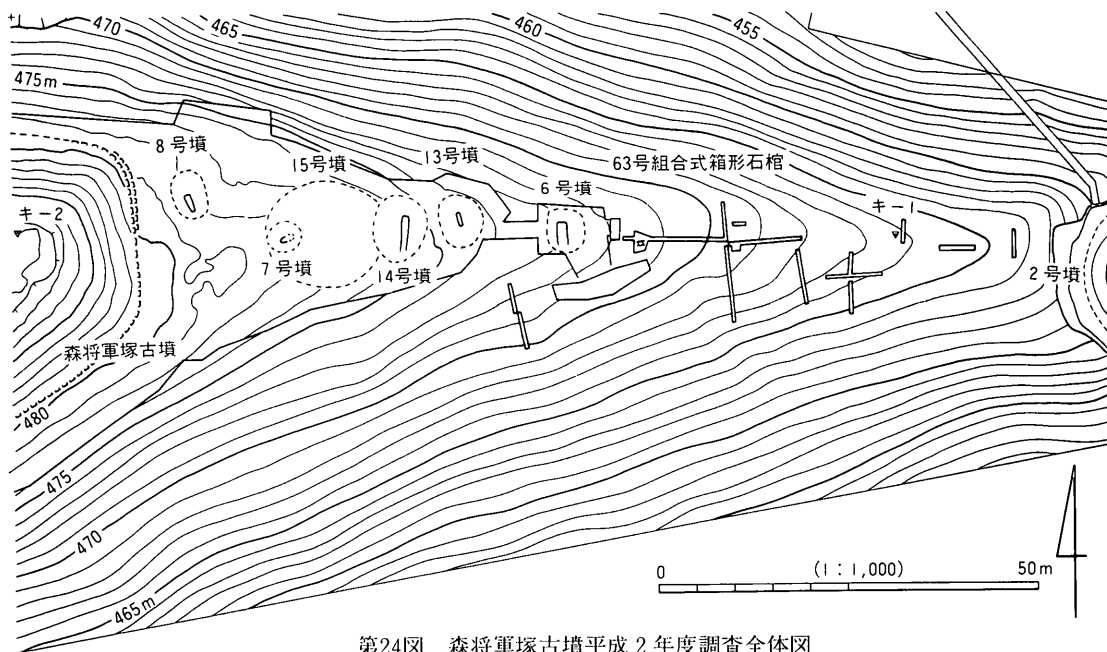 470
465
460
455
475m
8号墳
15号墳
13号墳
6号墳
63号組合式箱形石棺
キ-2
キ-1
7号墳
14号墳
2号墳
森将軍塚古墳
480
475
470
465m
0 (1:1,000) 50m
第24図 森将軍塚古墳平成2年度調査全体図